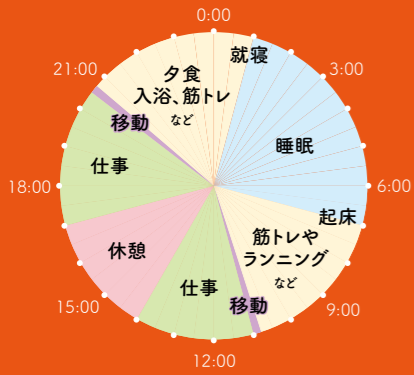 0:00
就寝
3:00
睡眠
6:00
起床
筋トレや
ランニング
など
9:00
移動
12:00
仕事
15:00
休憩
18:00
仕事
移動
21:00
夕食
入浴、筋トレ
など